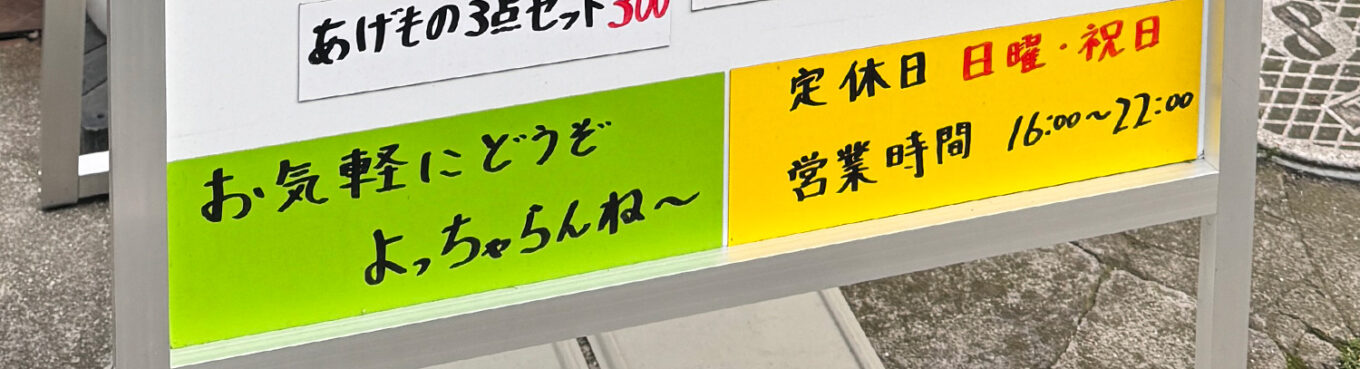 あげもの3点セット300
お気軽にどうぞ
よっちゃらんね～
定休日 日曜・祝日
営業時間 16:00～22:00